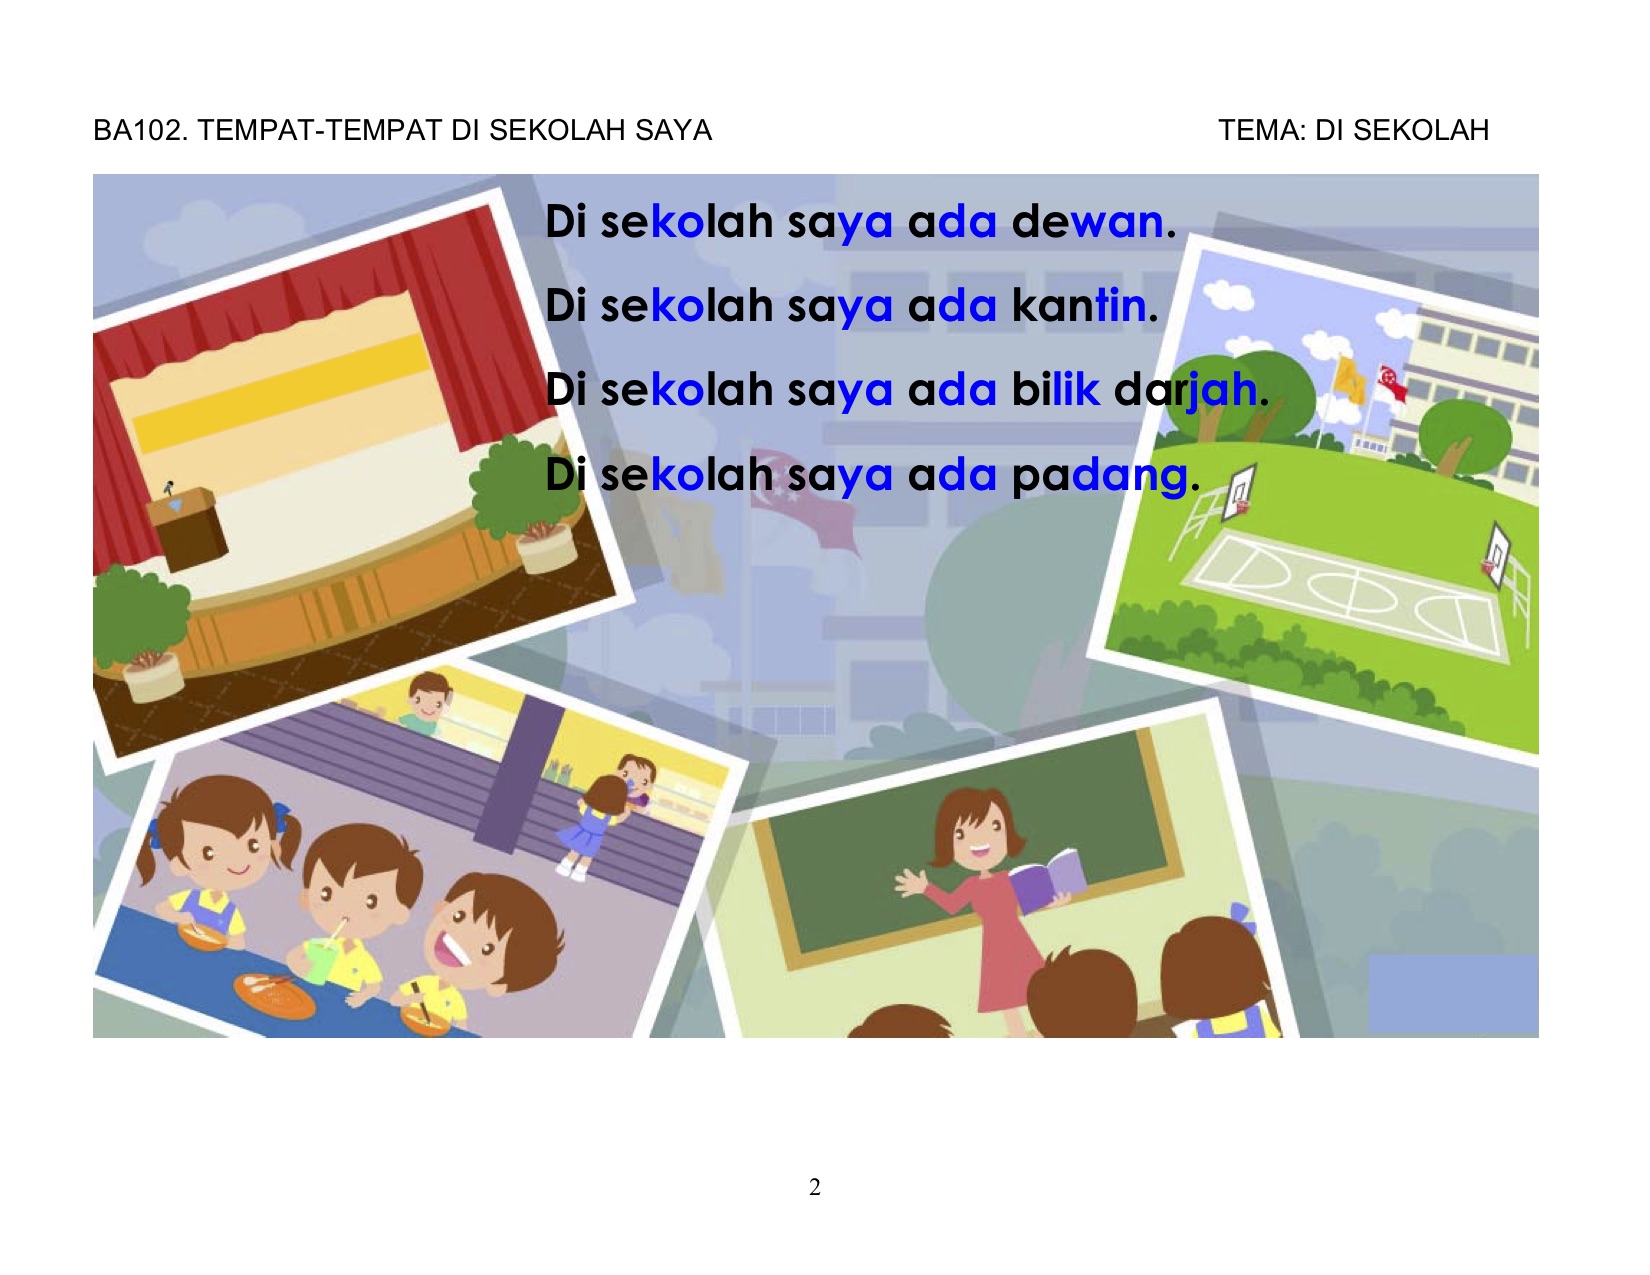 BA102. TEMPAT-TEMPAT DI SEKOLAH SAYA TEMA: DI SEKOLAH
Di sekolah saya ada dewan.
Di sekolah saya ada kantin.
Di sekolah saya ada bilik darjah.
Di sekolah saya ada padang.
2